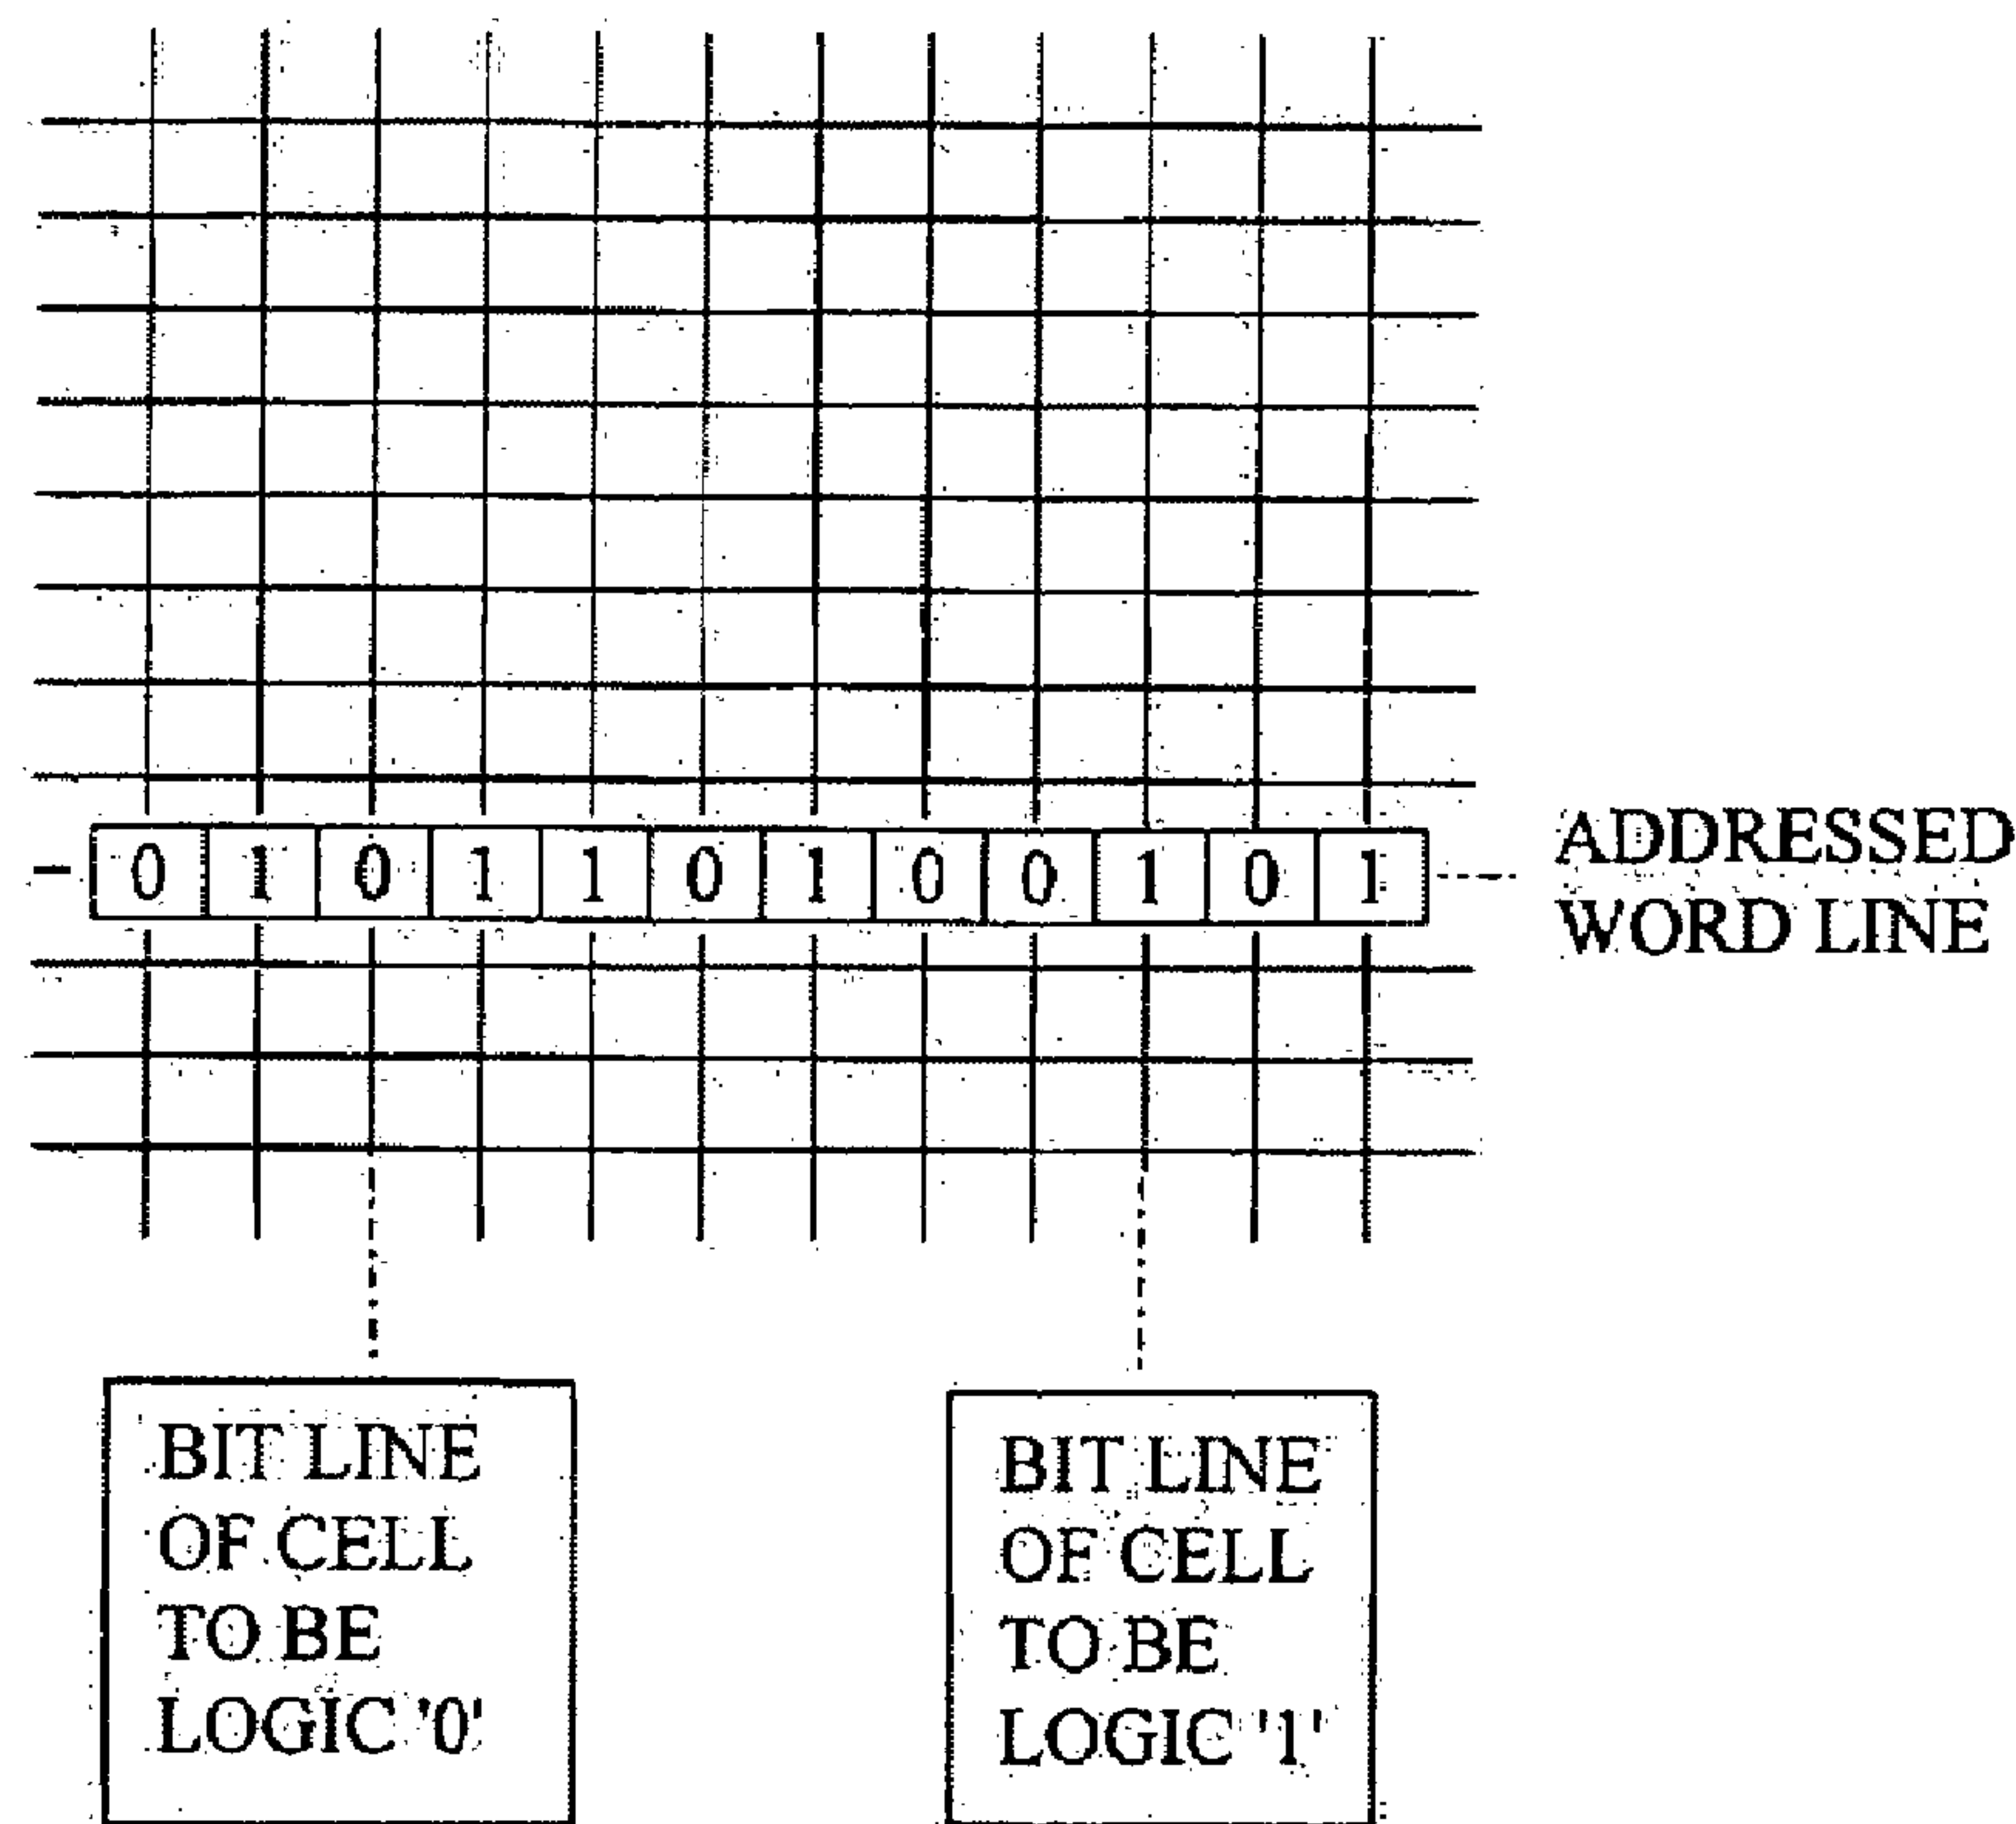 0 1 0 1 1 0 1 0 0 1 0 1
ADDRESSED
WORD LINE
BIT LINE
OF CELL
TO BE
LOGIC '0'
BIT LINE
OF CELL
TO BE
LOGIC '1'